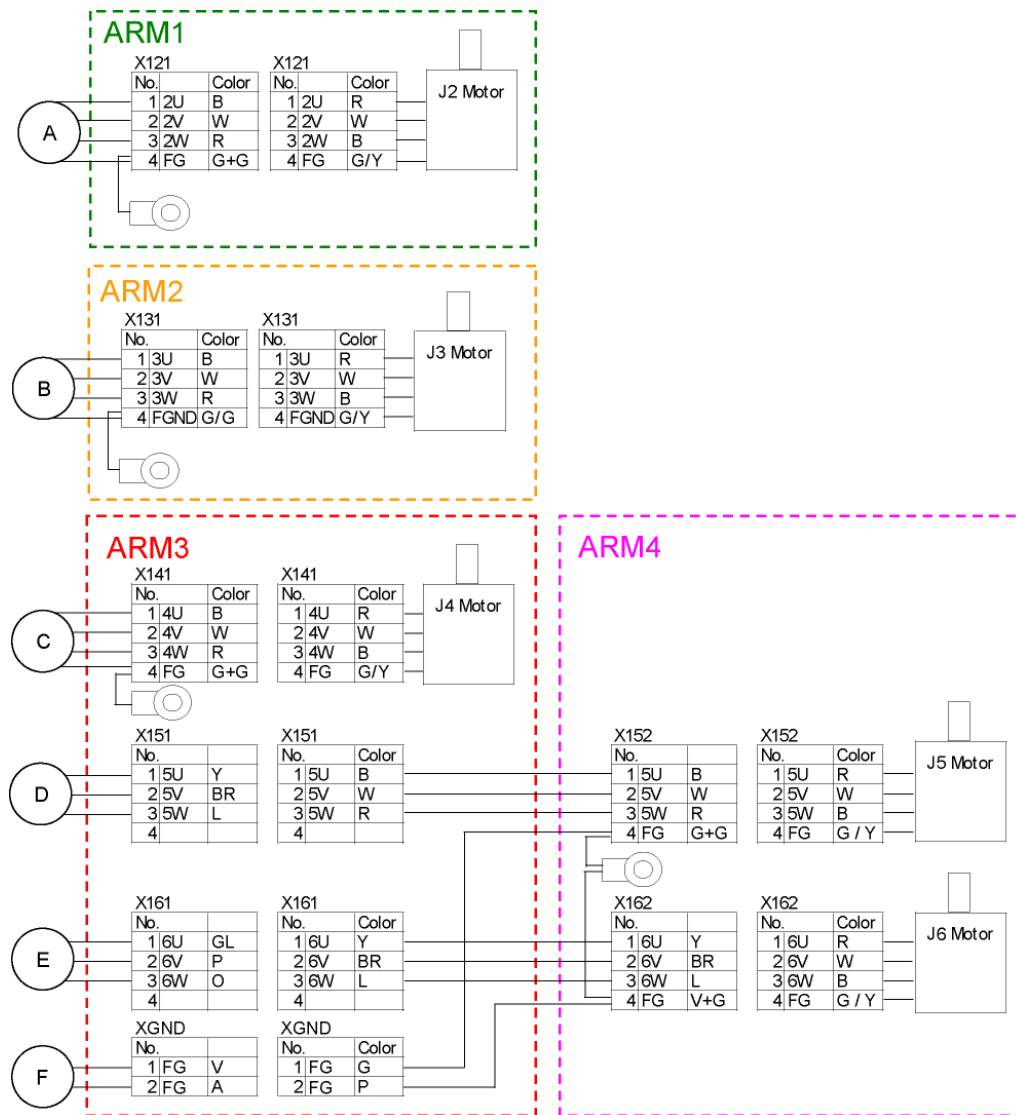 ARM1
X121 X121
No. Color No. Color
1 2U B 1 2U R
2 2V W 2 2V W
3 2W R 3 2W B
4 FG G+G 4 FG G/Y
J2 Motor
A
ARM2
X131 X131
No. Color No. Color
1 3U B 1 3U R
2 3V W 2 3V W
3 3W R 3 3W B
4 FGND G/G 4 FGND G/Y
J3 Motor
B
ARM3
X141 X141
No. Color No. Color
1 4U B 1 4U R
2 4V W 2 4V W
3 4W R 3 4W B
4 FG G+G 4 FG G/Y
J4 Motor
C
ARM4
X151 X151 X152 X152
No. No. Color No. No. Color
1 5U Y 1 5U B 1 5U B 1 5U R
2 5V BR 2 5V W 2 5V W 2 5V W
3 5W L 3 5W R 3 5W R 3 5W B
4 4 4 FG G+G 4 FG G / Y
J5 Motor
D
X161 X161 X162 X162
No. No. Color No. No. Color
1 6U GL 1 6U Y 1 6U Y 1 6U R
2 6V P 2 6V BR 2 6V BR 2 6V W
3 6W O 3 6W L 3 6W L 3 6W B
4 4 4 FG V+G 4 FG G / Y
J6 Motor
E
XGND XGND
No. No. Color
1 FG V 1 FG G
2 FG A 2 FG P
F